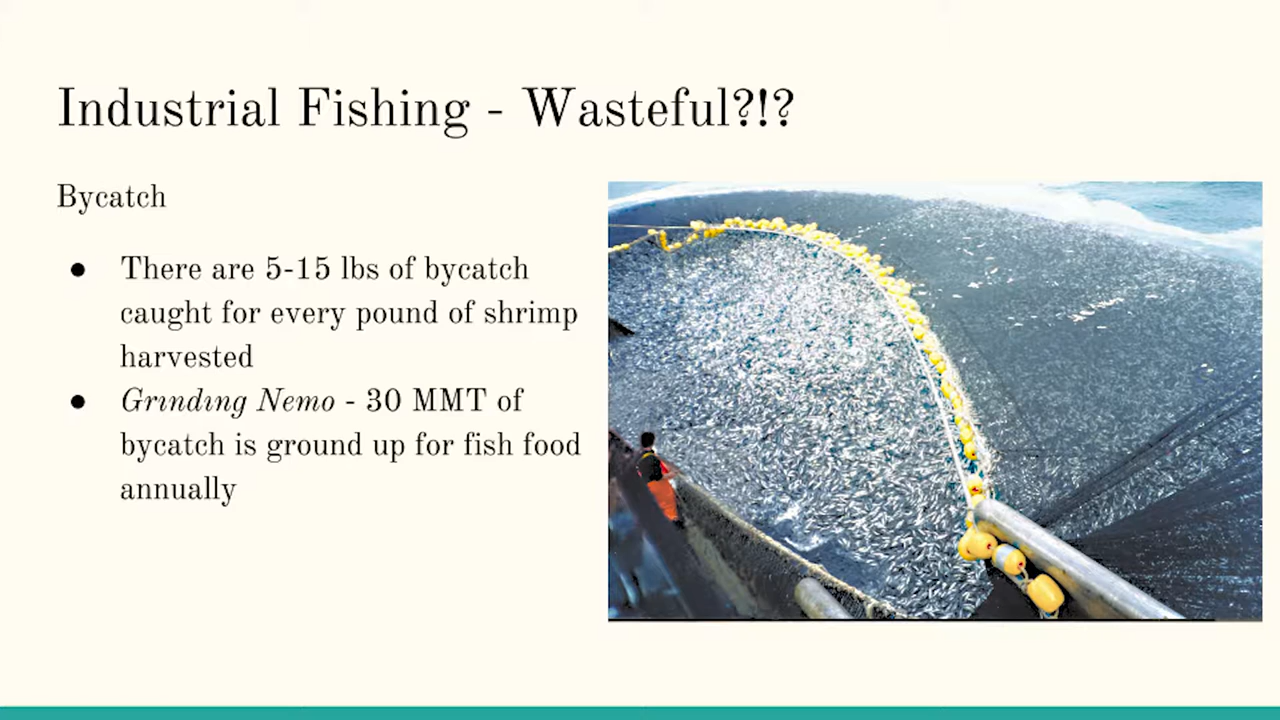 Industrial Fishing - Wasteful?!?
Bycatch
● There are 5-15 lbs of bycatch
caught for every pound of shrimp
harvested
● Grinding Nemo - 30 MMT of
bycatch is ground up for fish food
annually